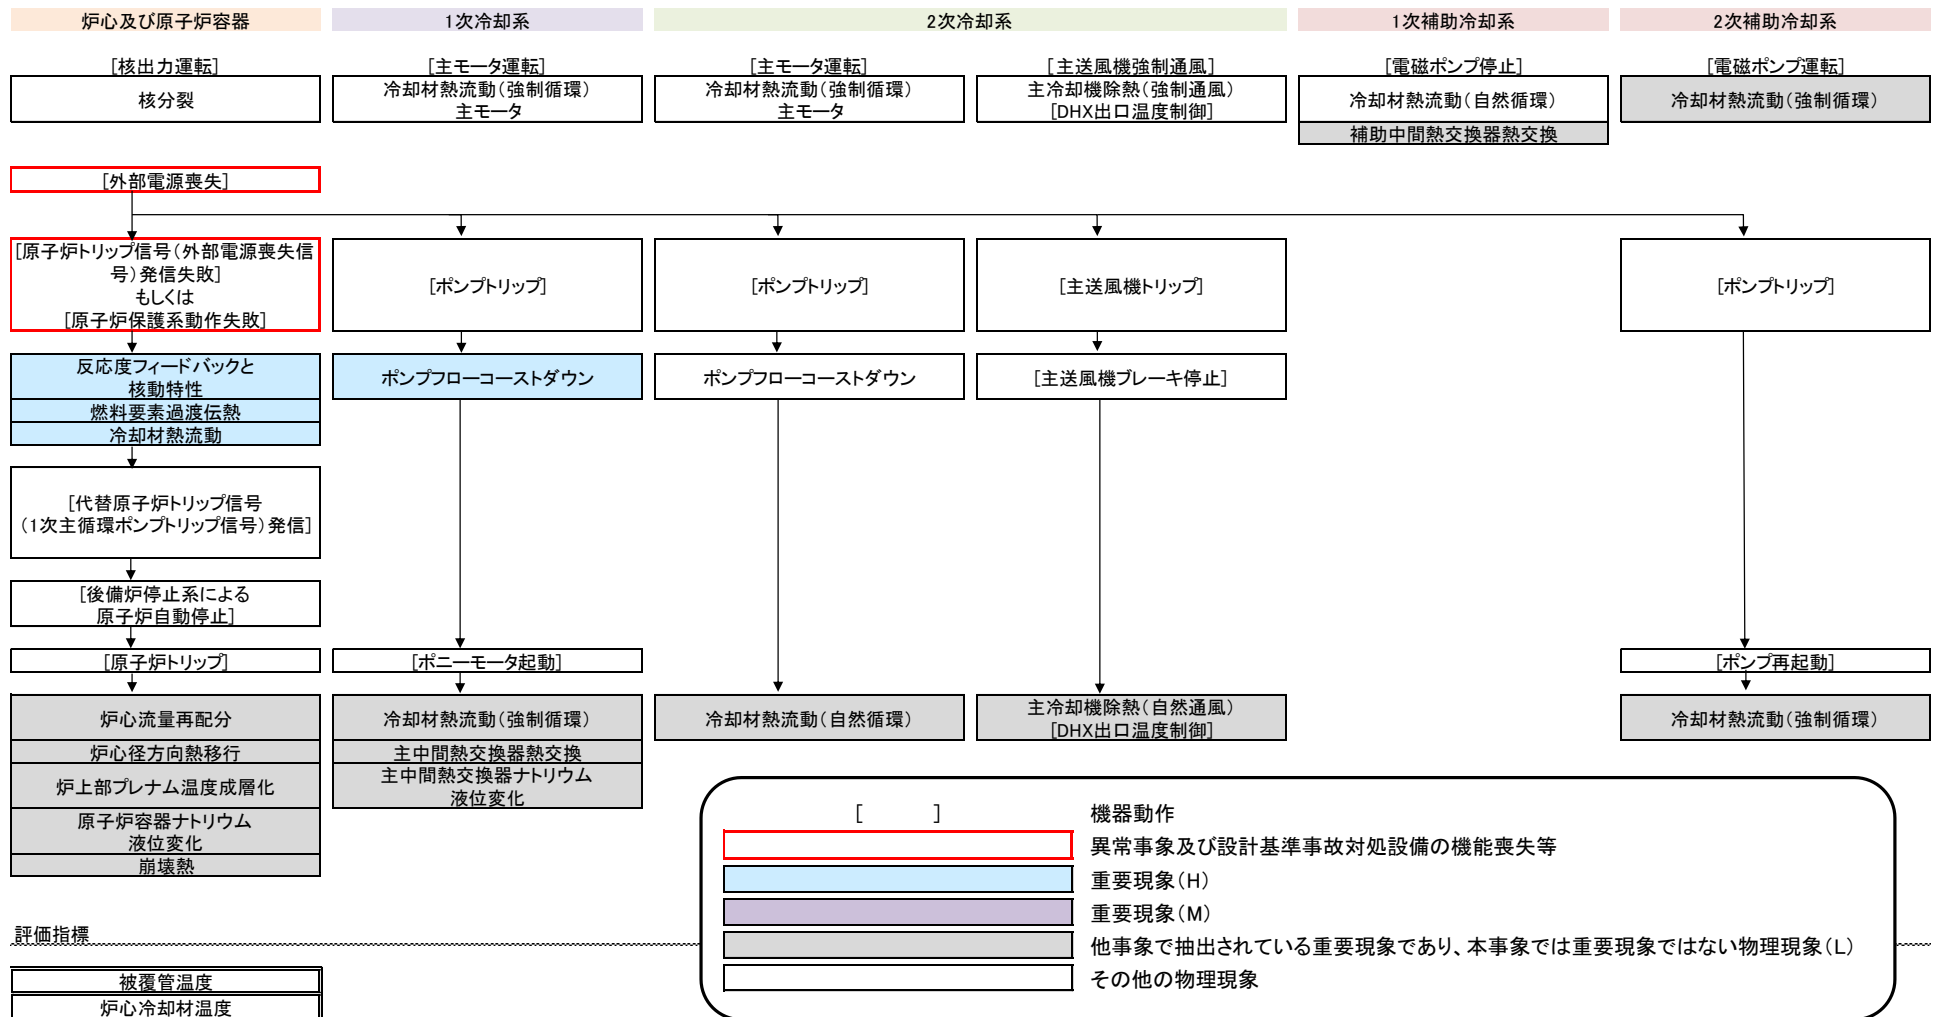 炉心及び原子炉容器
1次冷却系
2次冷却系
1次補助冷却系
2次補助冷却系
[核出力運転]
[主モータ運転]
[主モータ運転]
[主送風機強制通風]
[電磁ポンプ停止]
[電磁ポンプ運転]
核分裂
冷却材熱流動(強制循環)
主モータ
冷却材熱流動(強制循環)
主モータ
主冷却機除熱(強制通風)
[DHX出口温度制御]
冷却材熱流動(自然循環)
補助中間熱交換器熱交換
冷却材熱流動(強制循環)
[外部電源喪失]
[原子炉トリップ信号(外部電源喪失信
号)発信失敗]
もしくは
[原子炉保護系動作失敗]
[ポンプトリップ]
[ポンプトリップ]
[主送風機トリップ]
[ポンプトリップ]
反応度フィードバックと
核動特性
燃料要素過渡伝熱
冷却材熱流動
ポンプフローコーストダウン
ポンプフローコーストダウン
[主送風機ブレーキ停止]
[代替原子炉トリップ信号
(1次主循環ポンプトリップ信号)発信]
[後備炉停止系による
原子炉自動停止]
[原子炉トリップ]
[ポニーモータ起動]
[ポンプ再起動]
炉心流量再配分
炉心径方向熱移行
炉上部プレナム温度成層化
原子炉容器ナトリウム
液位変化
崩壊熱
冷却材熱流動(強制循環)
主中間熱交換器熱交換
主中間熱交換器ナトリウム
液位変化
冷却材熱流動(自然循環)
主冷却機除熱(自然通風)
[DHX出口温度制御]
冷却材熱流動(強制循環)
[ ]
機器動作
異常事象及び設計基準事故対処設備の機能喪失等
重要現象(H)
重要現象(M)
他事象で抽出されている重要現象であり、本事象では重要現象ではない物理現象(L)
その他の物理現象
評価指標
被覆管温度
炉心冷却材温度